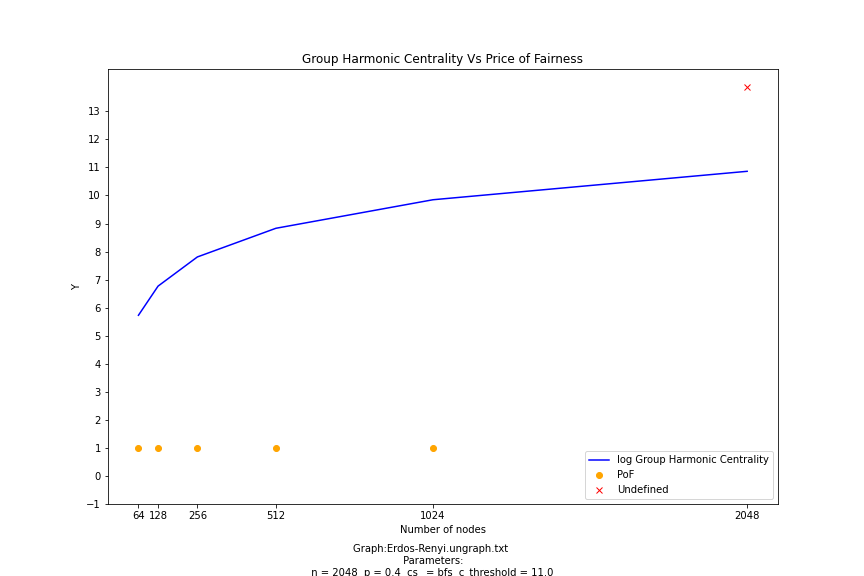 Group Harmonic Centrality Vs Price of Fairness
13
12
11
10
9
8
7
6
5
4
3
2
1
0
−1
Y
log Group Harmonic Centrality
PoF
Undefined
64 128 256 512 1024 2048
Number of nodes
Graph:Erdos-Renyi.ungraph.txt
Parameters:
n = 2048 p = 0.4 cs = bfs c threshold = 11.0